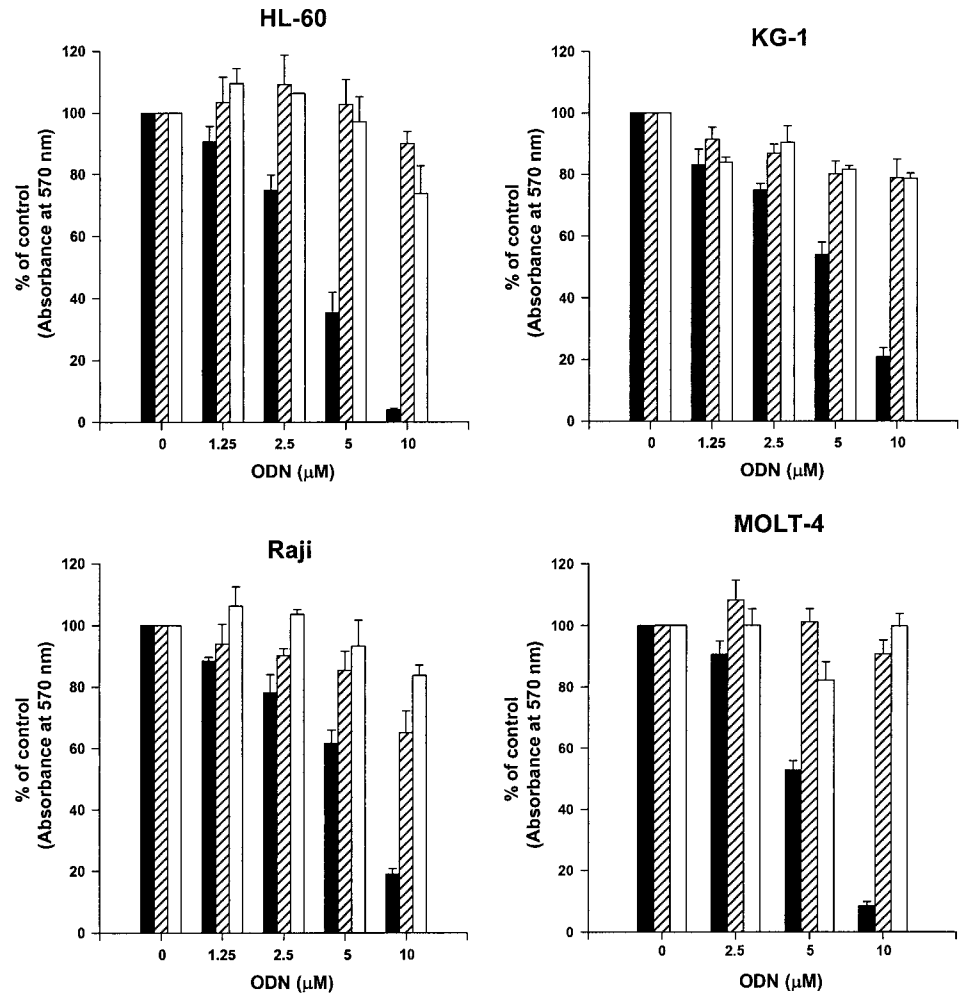 HL-60
120
100
80
60
40
20
0
% of control
(Absorbance at 570 nm)
0 1.25 2.5 5 10
ODN (μM)
KG-1
120
100
80
60
40
20
0
% of control
(Absorbance at 570 nm)
0 1.25 2.5 5 10
ODN (μM)
Raji
120
100
80
60
40
20
0
% of control
(Absorbance at 570 nm)
0 1.25 2.5 5 10
ODN (μM)
MOLT-4
120
100
80
60
40
20
0
% of control
(Absorbance at 570 nm)
0 2.5 5 10
ODN (μM)